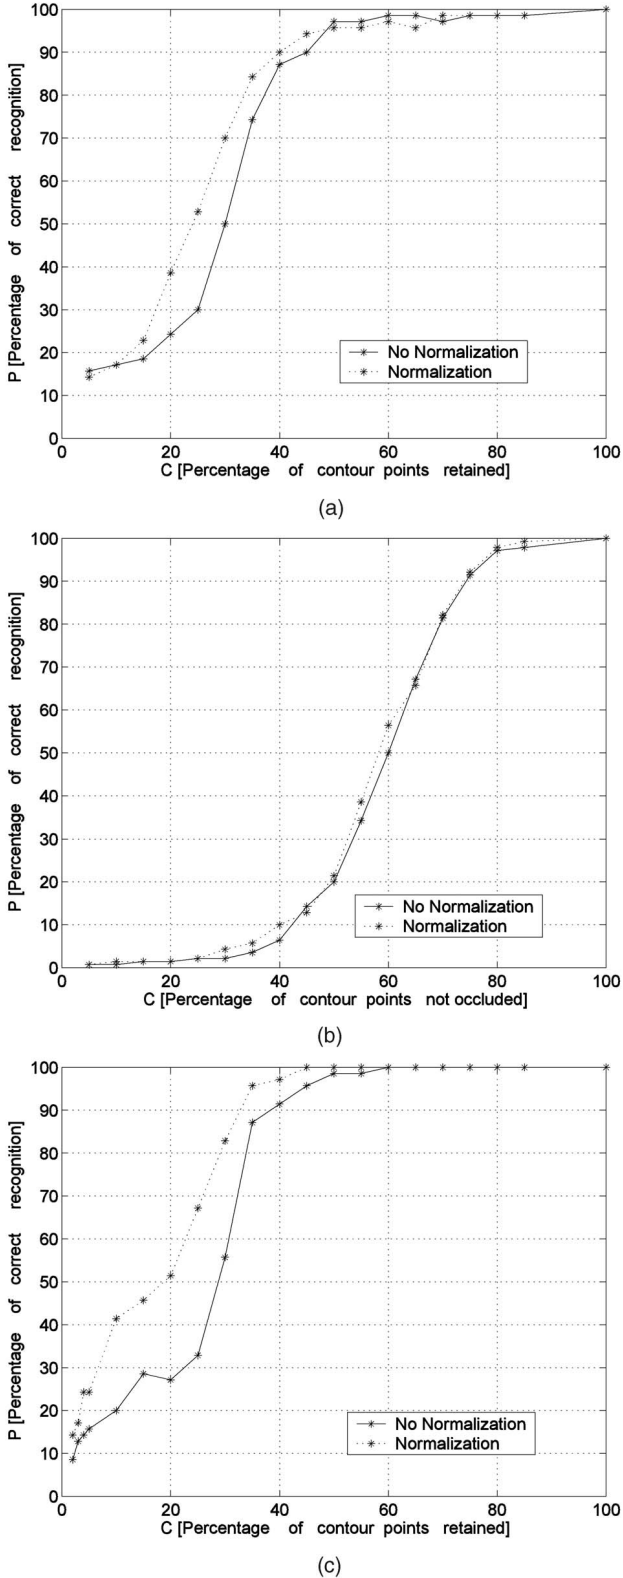 100
90
80
70
60
50
40
30
20
10
0
P [Percentage of correct recognition]
No Normalization
Normalization
0 20 40 60 80 100
C [Percentage of contour points retained]
(a)
100
90
80
70
60
50
40
30
20
10
0
P [Percentage of correct recognition]
No Normalization
Normalization
0 20 40 60 80 100
C [Percentage of contour points not occluded]
(b)
100
90
80
70
60
50
40
30
20
10
0
P [Percentage of correct recognition]
No Normalization
Normalization
0 20 40 60 80 100
C [Percentage of contour points retained]
(c)